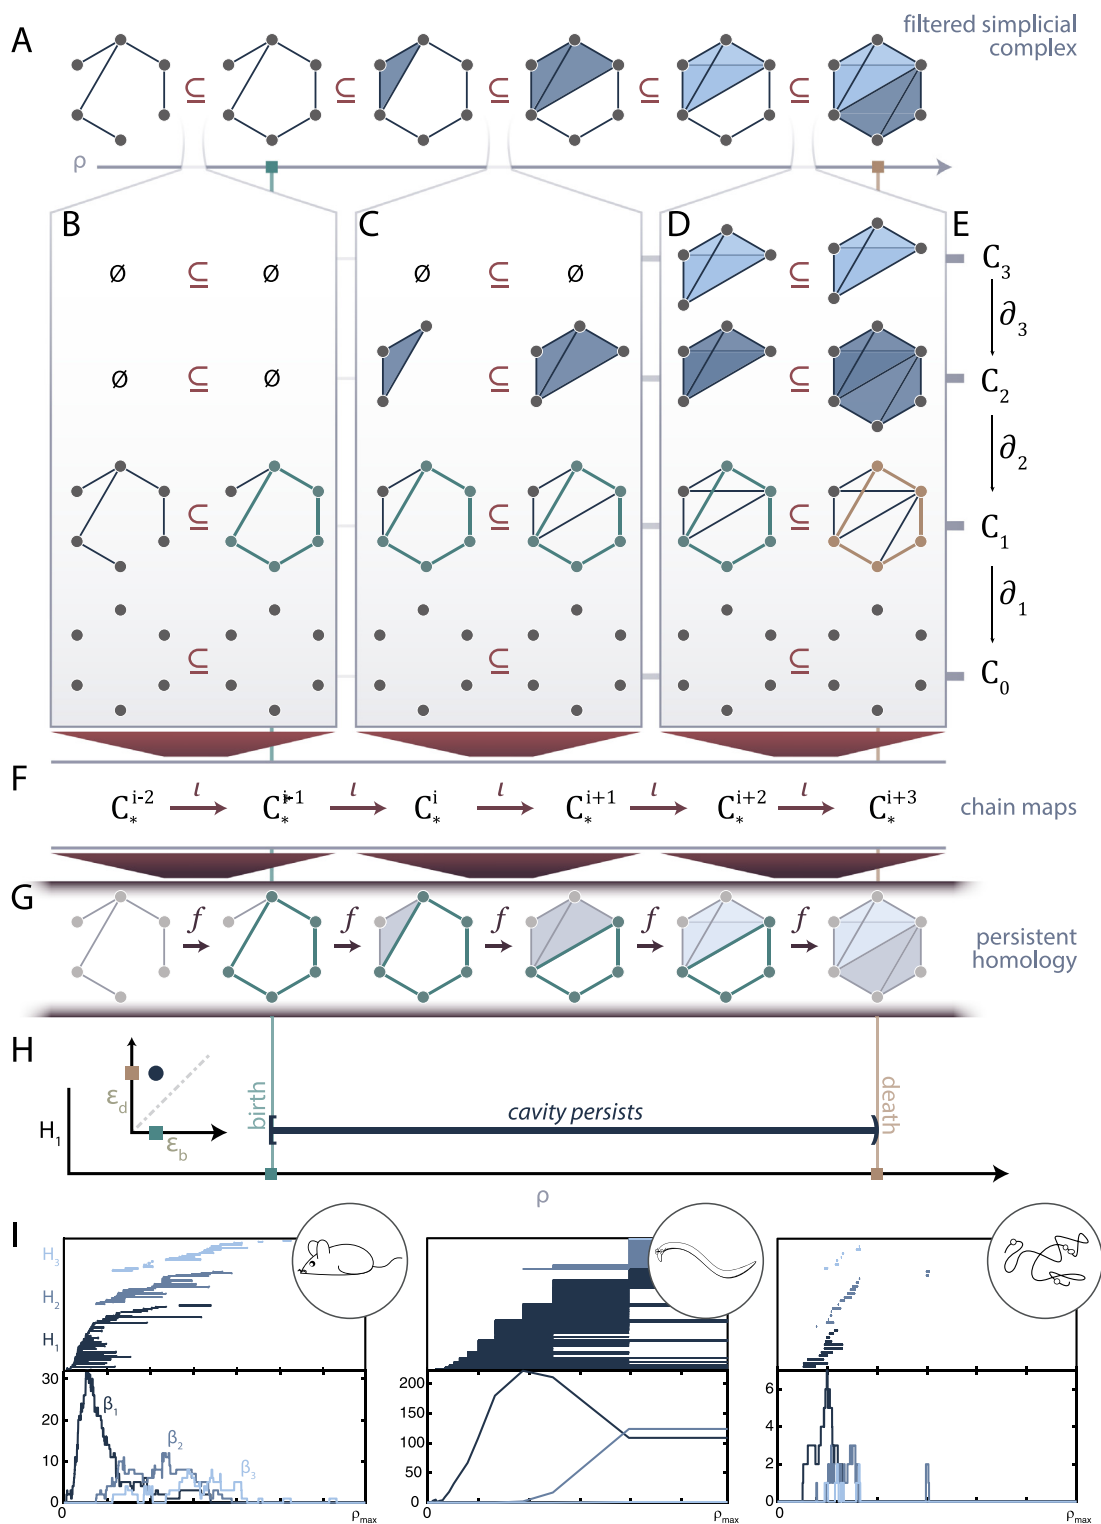 A
filtered simplicial
complex
⊆ ⊆ ⊆ ⊆ ⊆
ρ
B C D E
∅ ⊆ ∅ ∅ ⊆ ∅ ⊆ C₃
∂₃
∅ ⊆ ∅ ⊆ ⊆ C₂
∂₂
⊆ ⊆ ⊆ C₁
∂₁
⊆ ⊆ ⊆ C₀
F
C*^i-2 ι C*^i-1 ι C*^i ι C*^i+1 ι C*^i+2 ι C*^i+3
chain maps
G
f f f f f
persistent
homology
H
ε_d
ε_b
birth
cavity persists
death
H₁
ρ
I
H₃
H₂
H₁
30
20
10
0
β₁
β₂
β₃
0 ρmax
200
150
100
50
0
0 ρmax
6
4
2
0
0 ρmax